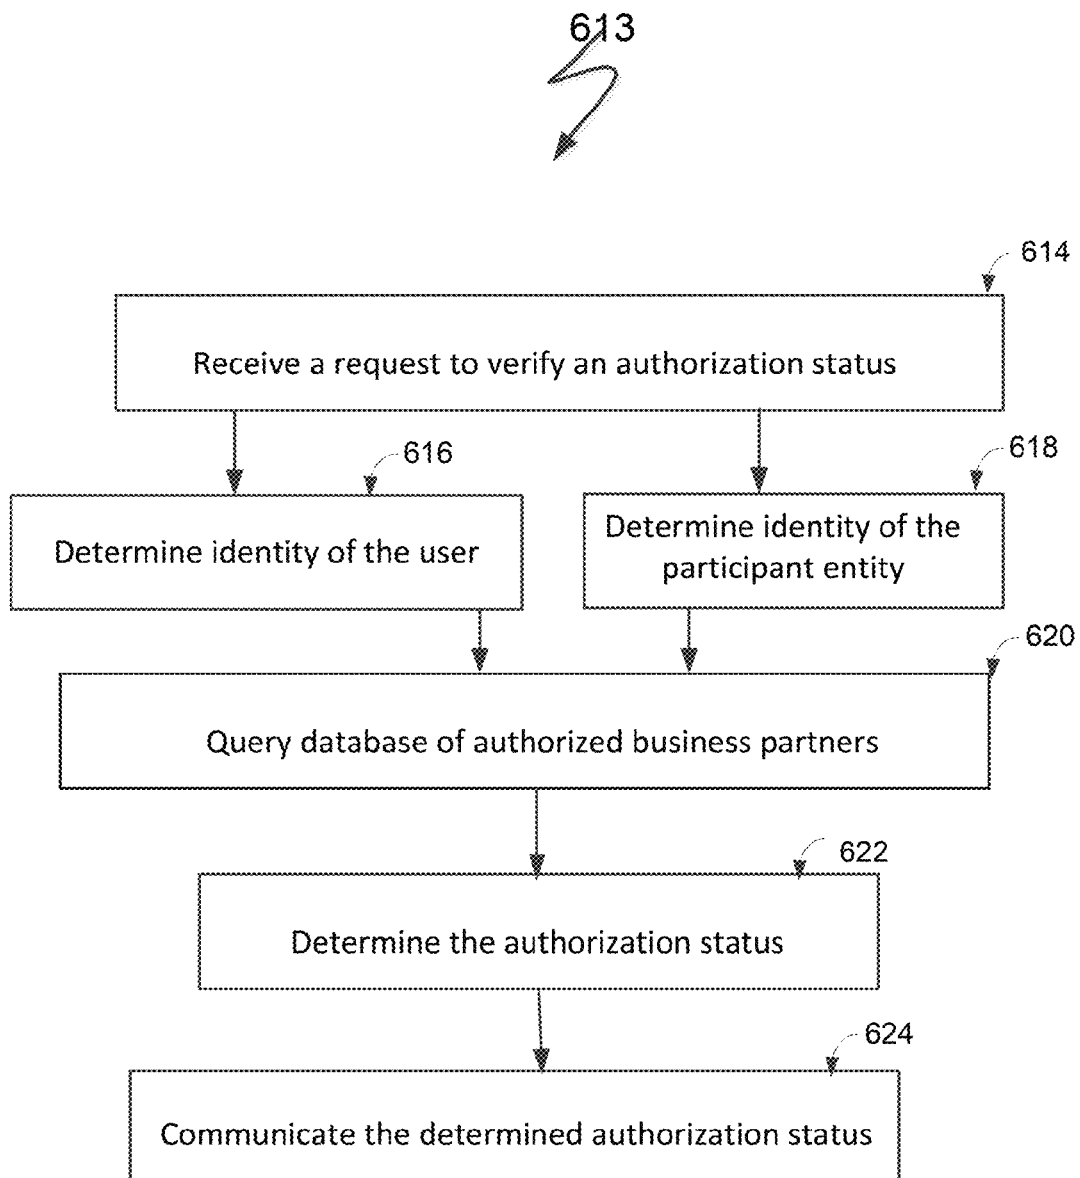 613
614
Receive a request to verify an authorization status
616
618
Determine identity of the user
Determine identity of the
participant entity
620
Query database of authorized business partners
622
Determine the authorization status
624
Communicate the determined authorization status